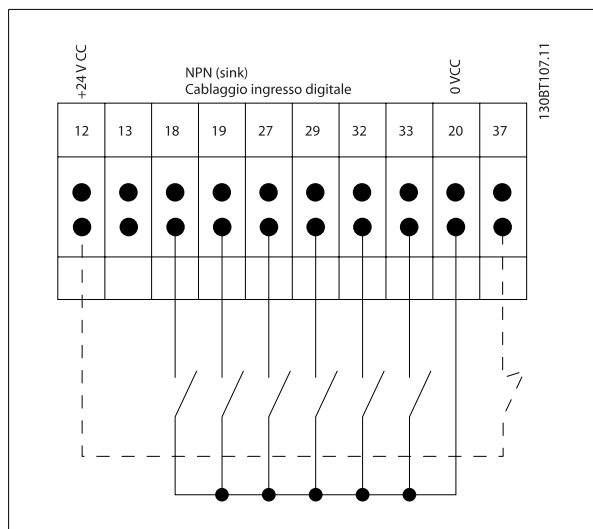 +24 V CC
NPN (sink)
Cablaggio ingresso digitale
0 VCC
130BT107.11
12 13 18 19 27 29 32 33 20 37